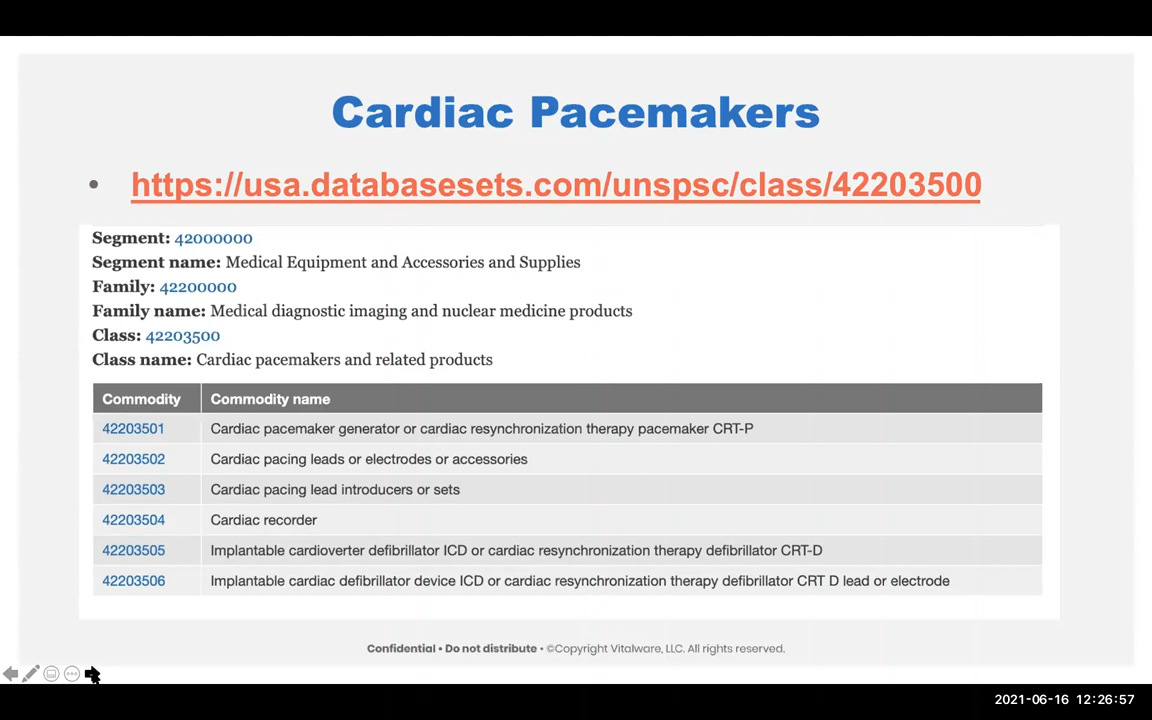 Cardiac Pacemakers
• https://usa.databasesets.com/unspsc/class/42203500
Segment: 42000000
Segment name: Medical Equipment and Accessories and Supplies
Family: 42200000
Family name: Medical diagnostic imaging and nuclear medicine products
Class: 42203500
Class name: Cardiac pacemakers and related products
Commodity Commodity name
42203501 Cardiac pacemaker generator or cardiac resynchronization therapy pacemaker CRT-P
42203502 Cardiac pacing leads or electrodes or accessories
42203503 Cardiac pacing lead introducers or sets
42203504 Cardiac recorder
42203505 Implantable cardioverter defibrillator ICD or cardiac resynchronization therapy defibrillator CRT-D
42203506 Implantable cardiac defibrillator device ICD or cardiac resynchronization therapy defibrillator CRT D lead or electrode
Confidential • Do not distribute • ©Copyright Vitalware, LLC. All rights reserved.
2021-06-16 12:26:57